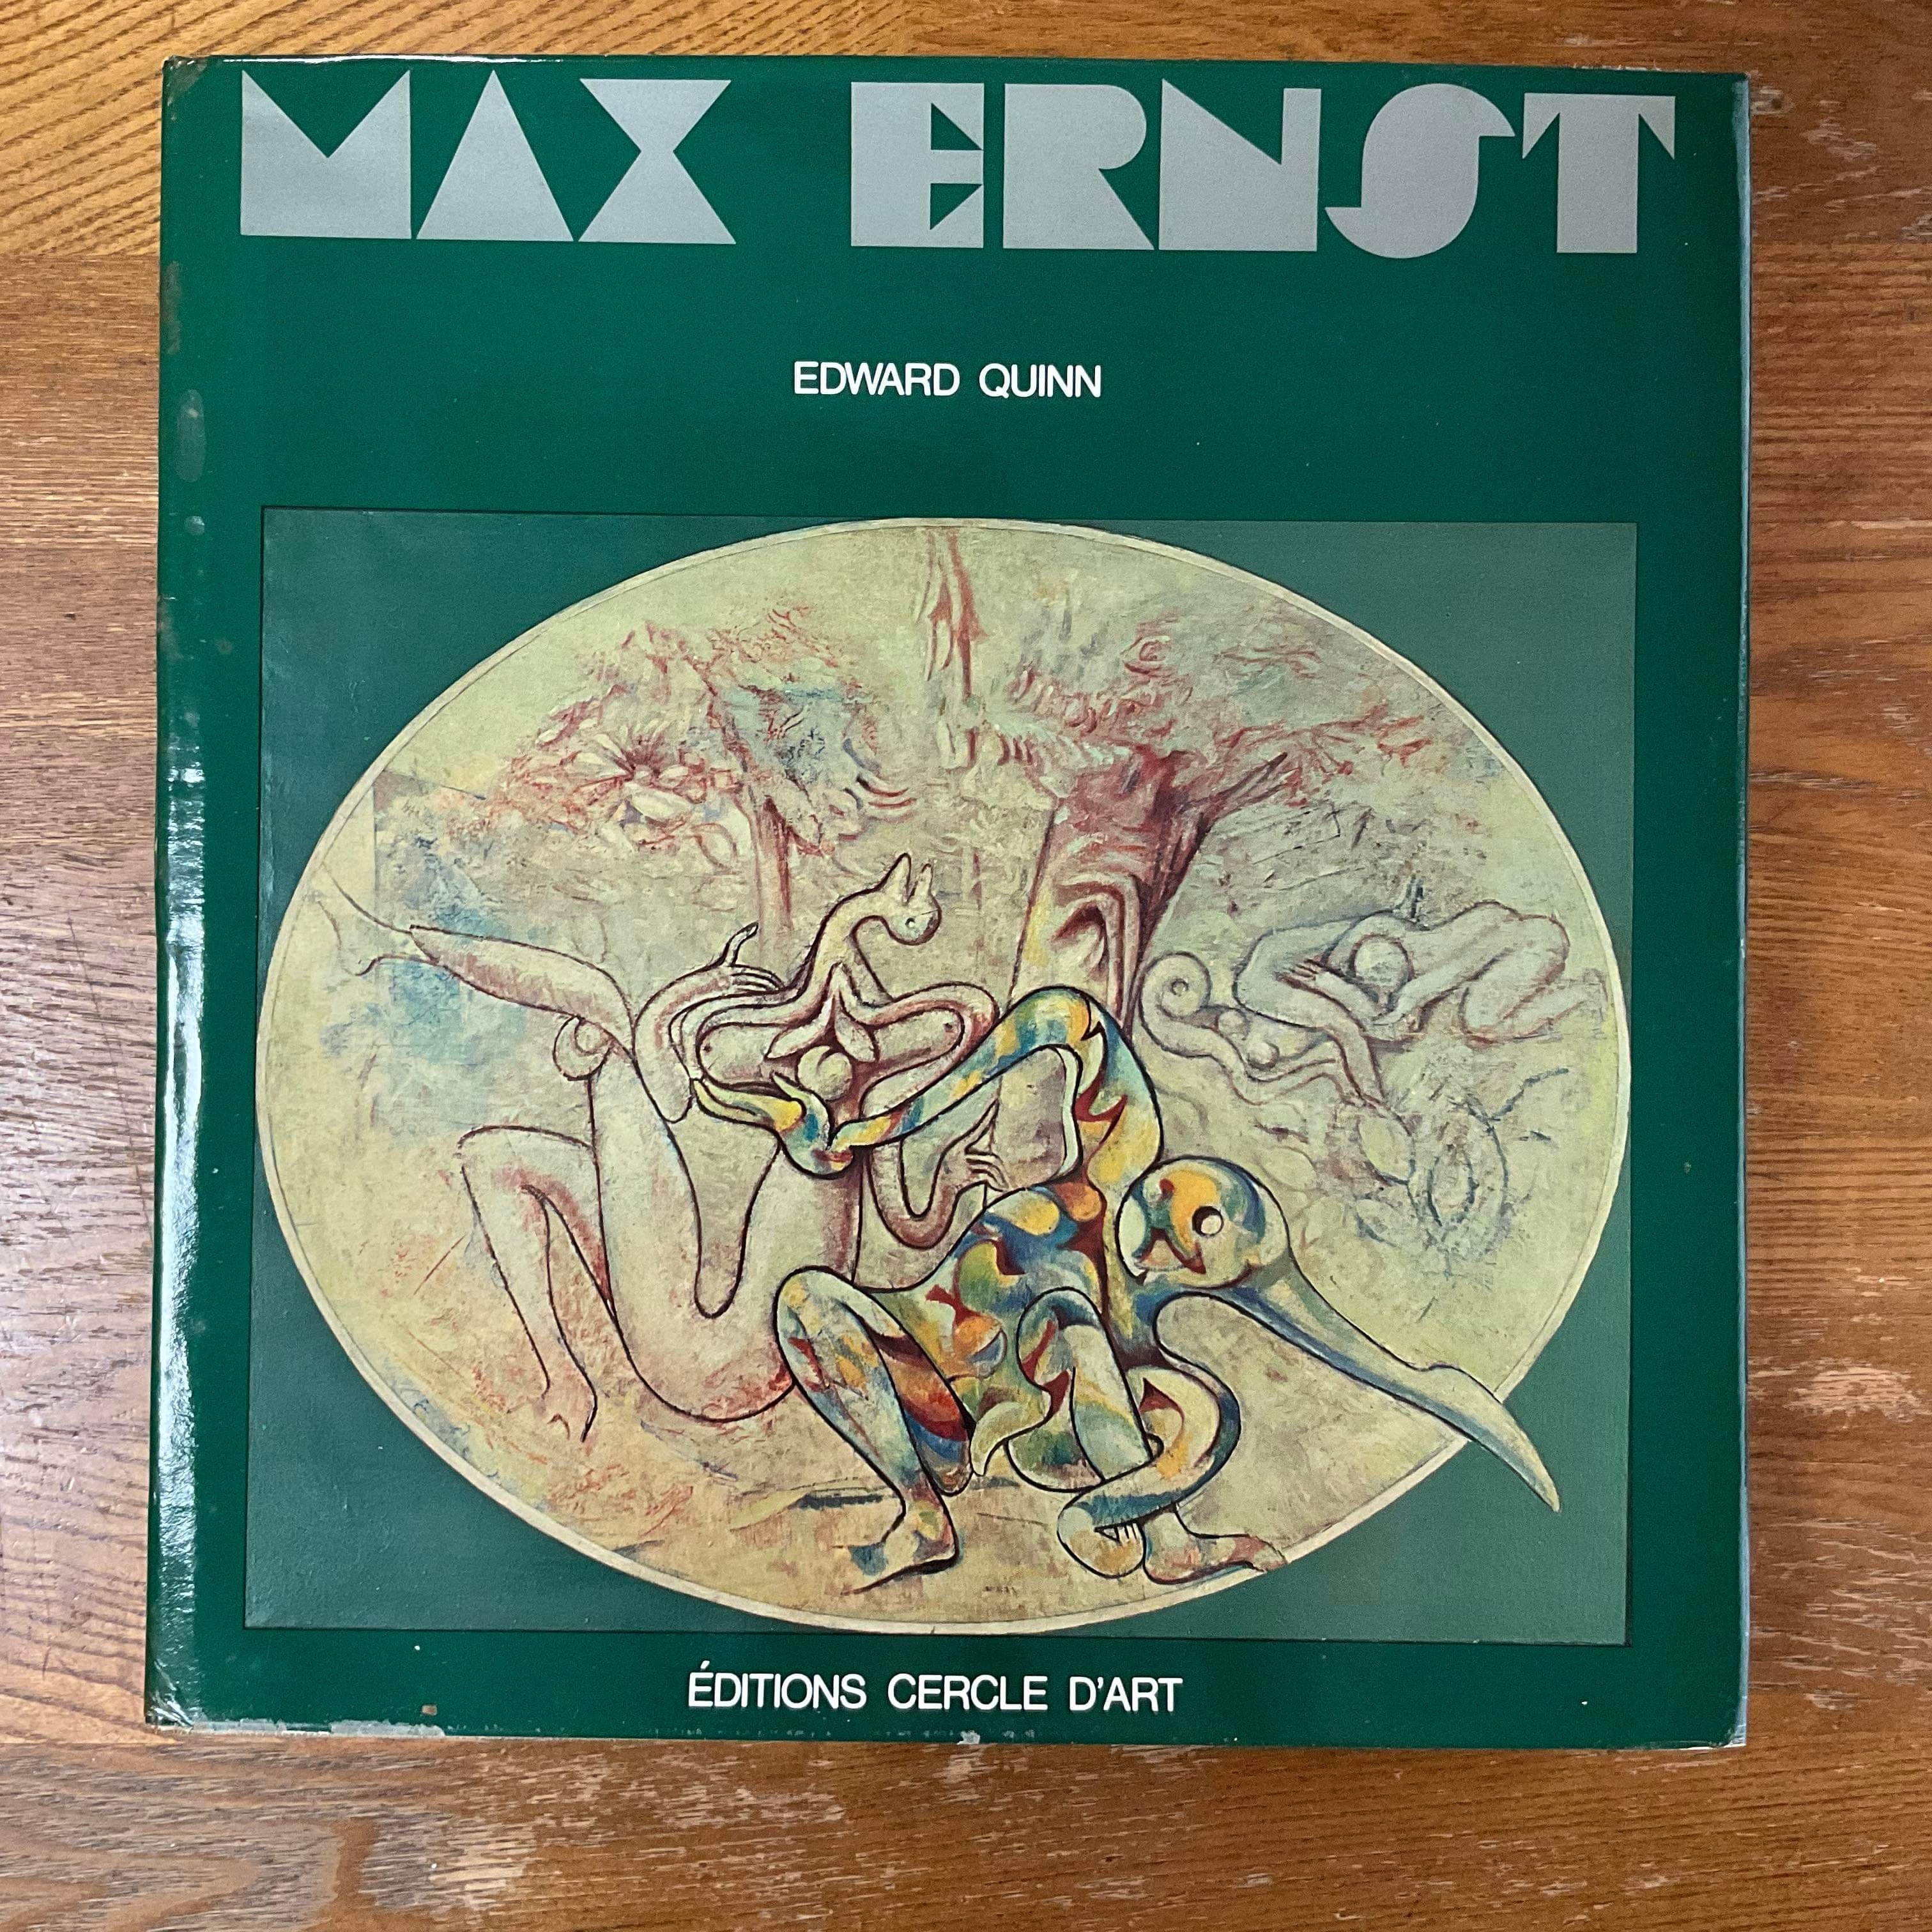 MAX ERNST
EDWARD QUINN
ÉDITIONS CERCLE D'ART